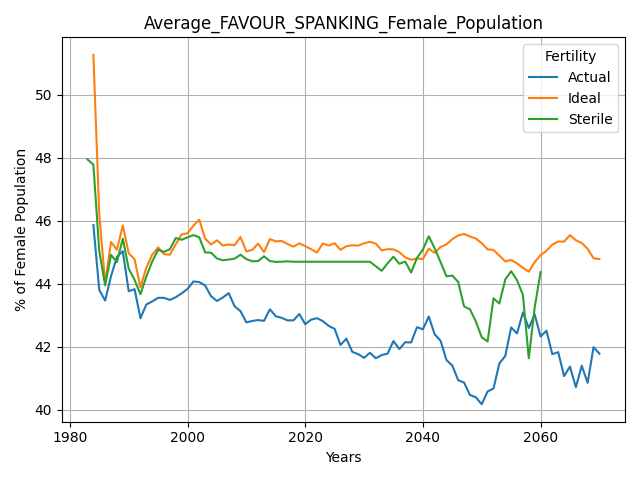 Average_FAVOUR_SPANKING_Female_Population
Fertility
Actual
Ideal
Sterile
% of Female Population
50
48
46
44
42
40
1980
2000
2020
2040
2060
Years